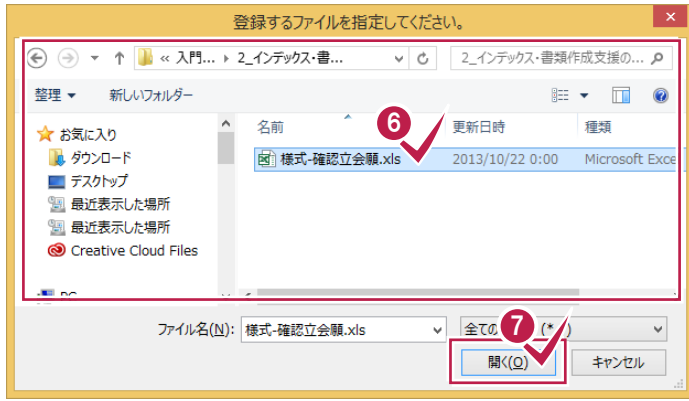 登録するファイルを指定してください。
« 入門... ▸ 2_インデックス・書...
2_インデックス・書類作成支援の...
整理 ▼ 新しいフォルダー
お気に入り
ダウンロード
デスクトップ
最近表示した場所
最近表示した場所
Creative Cloud Files
名前 更新日時 種類
6
様式-確認立会願.xls 2013/10/22 0:00 Microsoft Exce
ファイル名(N): 様式-確認立会願.xls
7
開く(O) キャンセル